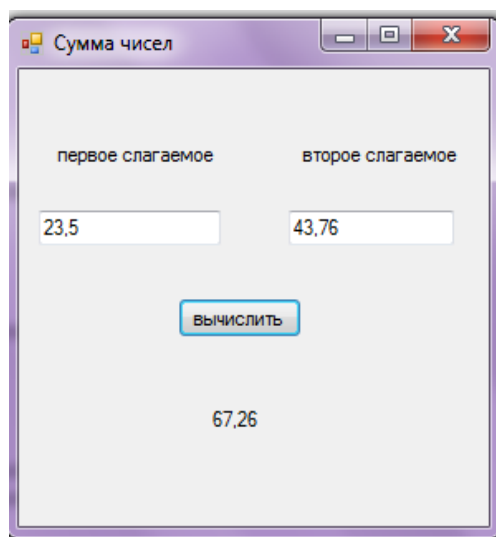 Сумма чисел
первое слагаемое второе слагаемое
23,5 43,76
вычислить
67,26